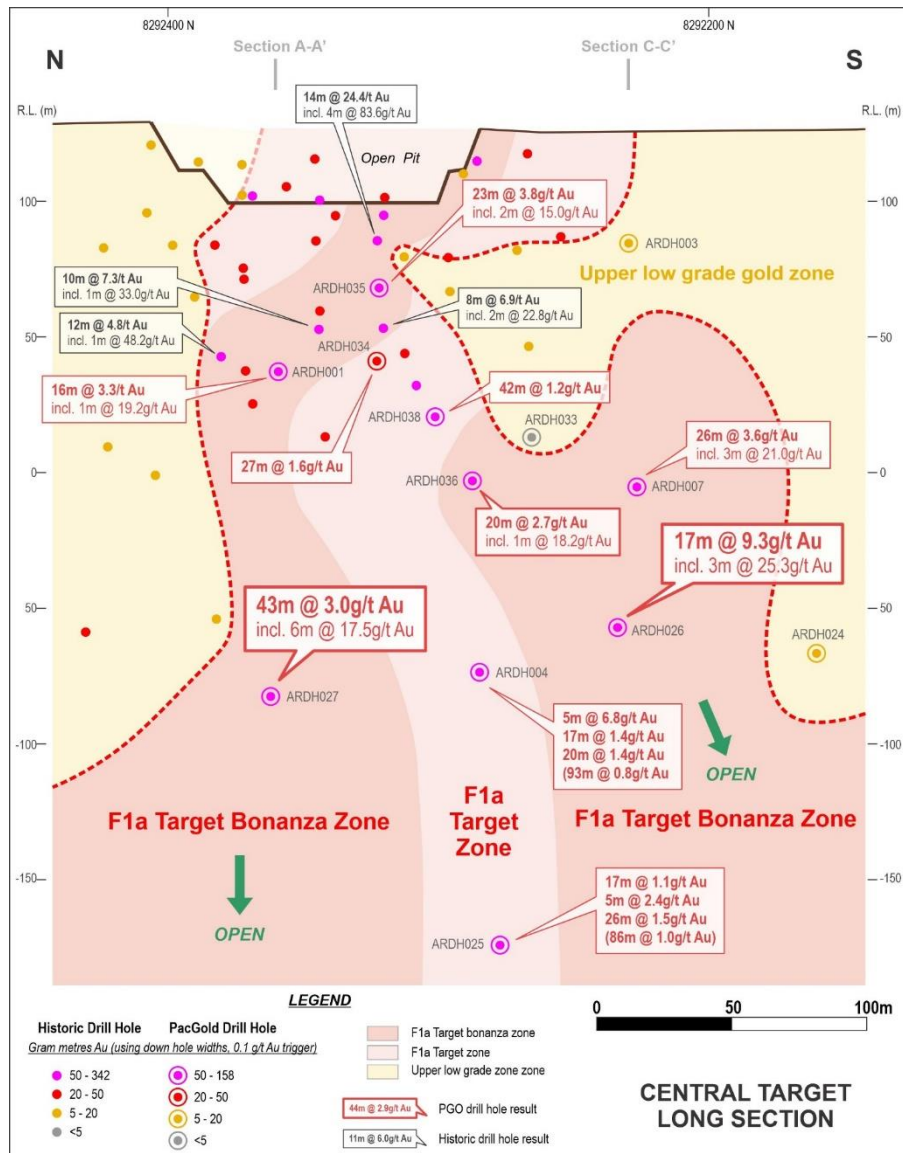 8292400 N
8292200 N
Section A-A'
Section C-C'
N
S
R.L. (m)
R.L. (m)
14m @ 24.4/t Au
incl. 4m @ 83.6g/t Au
Open Pit
100
100
23m @ 3.8g/t Au
incl. 2m @ 15.0g/t Au
ARDH003
Upper low grade gold zone
10m @ 7.3/t Au
incl. 1m @ 33.0g/t Au
ARDH035
8m @ 6.9/t Au
incl. 2m @ 22.8g/t Au
12m @ 4.8/t Au
incl. 1m @ 48.2g/t Au
50
50
ARDH034
16m @ 3.3/t Au
incl. 1m @ 19.2g/t Au
ARDH001
42m @ 1.2g/t Au
ARDH038
ARDH033
27m @ 1.6g/t Au
26m @ 3.6g/t Au
incl. 3m @ 21.0g/t Au
0
0
ARDH036
ARDH007
20m @ 2.7g/t Au
incl. 1m @ 18.2g/t Au
17m @ 9.3g/t Au
incl. 3m @ 25.3g/t Au
-50
-50
43m @ 3.0g/t Au
incl. 6m @ 17.5g/t Au
ARDH026
ARDH024
ARDH027
ARDH004
5m @ 6.8g/t Au
17m @ 1.4g/t Au
20m @ 1.4g/t Au
(93m @ 0.8g/t Au
-100
-100
OPEN
F1a Target Bonanza Zone
F1a
Target
Zone
F1a Target Bonanza Zone
-150
-150
OPEN
17m @ 1.1g/t Au
5m @ 2.4g/t Au
26m @ 1.5g/t Au
(86m @ 1.0g/t Au)
ARDH025
LEGEND
Historic Drill Hole
PacGold Drill Hole
Gram metres Au (using down hole widths, 0.1 g/t Au trigger)
50 - 342
20 - 50
5 - 20
<5
50 - 158
20 - 50
5 - 20
<5
F1a Target bonanza zone
F1a Target zone
Upper low grade zone zone
44m @ 2.9g/t Au
PGO drill hole result
11m @ 6.0g/t Au
Historic drill hole result
0
50
100m
CENTRAL TARGET
LONG SECTION